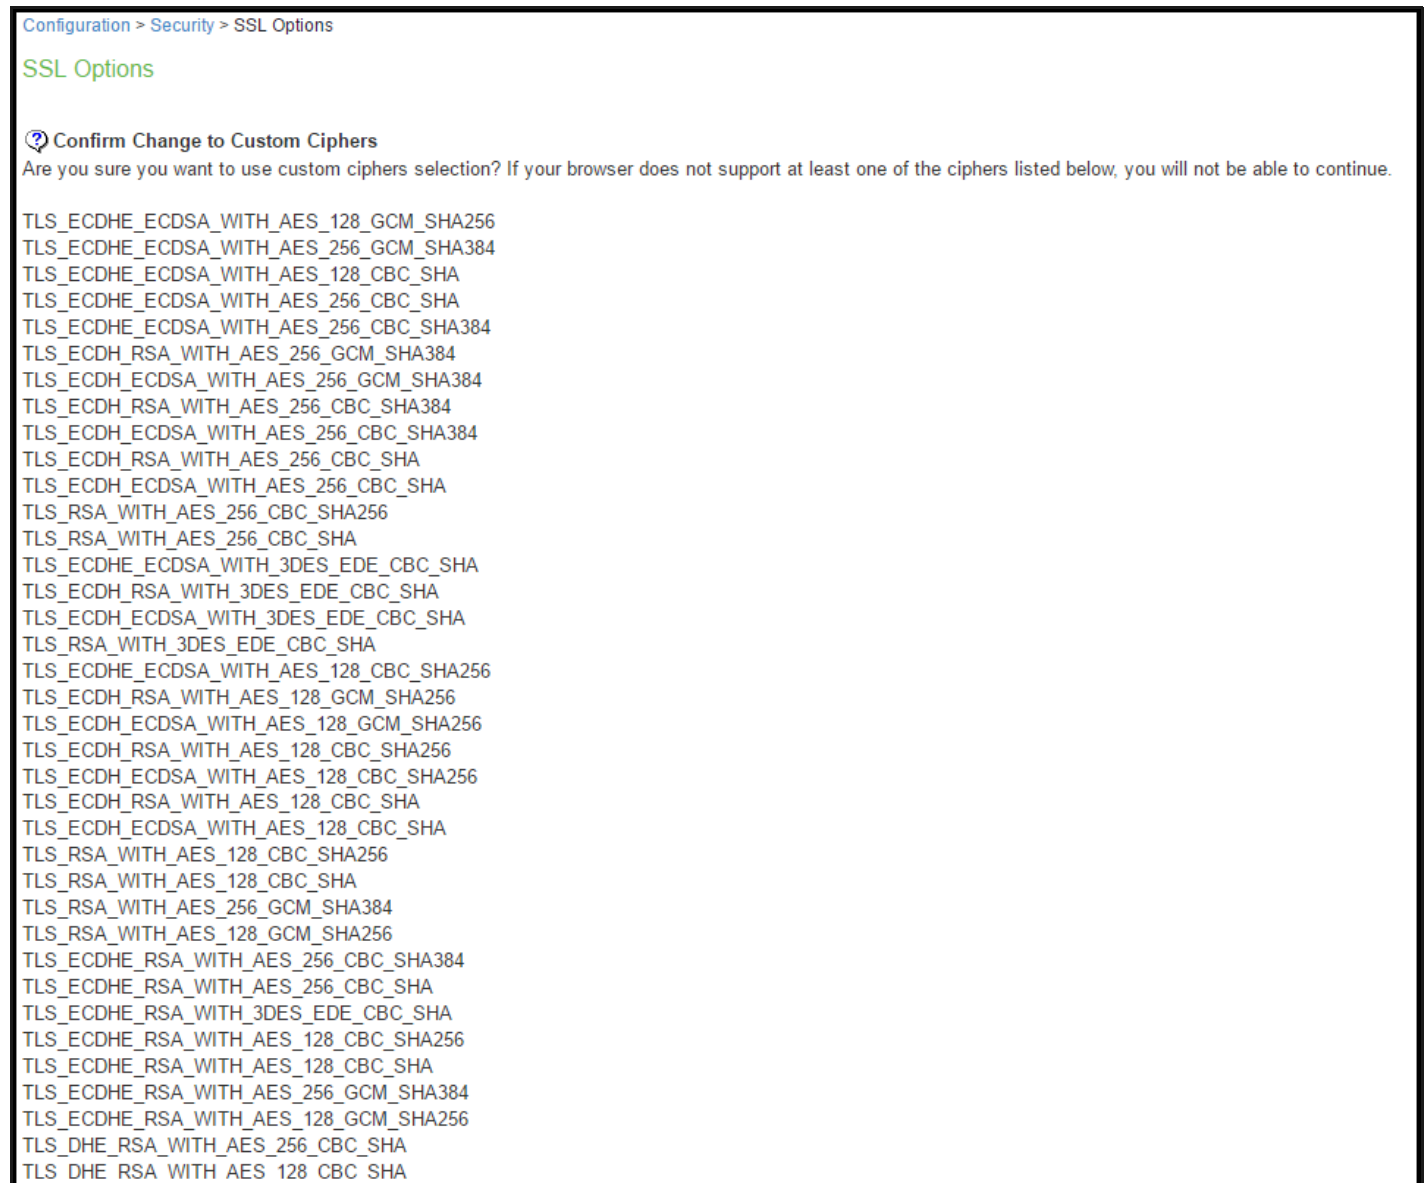 Configuration > Security > SSL Options
SSL Options
Confirm Change to Custom Ciphers
Are you sure you want to use custom ciphers selection? If your browser does not support at least one of the ciphers listed below, you will not be able to continue.
TLS_ECDHE_ECDSA_WITH_AES_128_GCM_SHA256
TLS_ECDHE_ECDSA_WITH_AES_256_GCM_SHA384
TLS_ECDHE_ECDSA_WITH_AES_128_CBC_SHA
TLS_ECDHE_ECDSA_WITH_AES_256_CBC_SHA
TLS_ECDHE_ECDSA_WITH_AES_256_CBC_SHA384
TLS_ECDH_RSA_WITH_AES_256_GCM_SHA384
TLS_ECDH_ECDSA_WITH_AES_256_GCM_SHA384
TLS_ECDH_RSA_WITH_AES_256_CBC_SHA384
TLS_ECDH_ECDSA_WITH_AES_256_CBC_SHA384
TLS_ECDH_RSA_WITH_AES_256_CBC_SHA
TLS_ECDH_ECDSA_WITH_AES_256_CBC_SHA
TLS_RSA_WITH_AES_256_CBC_SHA256
TLS_RSA_WITH_AES_256_CBC_SHA
TLS_ECDHE_ECDSA_WITH_3DES_EDE_CBC_SHA
TLS_ECDH_RSA_WITH_3DES_EDE_CBC_SHA
TLS_ECDH_ECDSA_WITH_3DES_EDE_CBC_SHA
TLS_RSA_WITH_3DES_EDE_CBC_SHA
TLS_ECDHE_ECDSA_WITH_AES_128_CBC_SHA256
TLS_ECDH_RSA_WITH_AES_128_GCM_SHA256
TLS_ECDH_ECDSA_WITH_AES_128_GCM_SHA256
TLS_ECDH_RSA_WITH_AES_128_CBC_SHA256
TLS_ECDH_ECDSA_WITH_AES_128_CBC_SHA256
TLS_ECDH_RSA_WITH_AES_128_CBC_SHA
TLS_ECDH_ECDSA_WITH_AES_128_CBC_SHA
TLS_RSA_WITH_AES_128_CBC_SHA256
TLS_RSA_WITH_AES_128_CBC_SHA
TLS_RSA_WITH_AES_256_GCM_SHA384
TLS_RSA_WITH_AES_128_GCM_SHA256
TLS_ECDHE_RSA_WITH_AES_256_CBC_SHA384
TLS_ECDHE_RSA_WITH_AES_256_CBC_SHA
TLS_ECDHE_RSA_WITH_3DES_EDE_CBC_SHA
TLS_ECDHE_RSA_WITH_AES_128_CBC_SHA256
TLS_ECDHE_RSA_WITH_AES_128_CBC_SHA
TLS_ECDHE_RSA_WITH_AES_256_GCM_SHA384
TLS_ECDHE_RSA_WITH_AES_128_GCM_SHA256
TLS_DHE_RSA_WITH_AES_256_CBC_SHA
TLS_DHE_RSA_WITH_AES_128_CBC_SHA